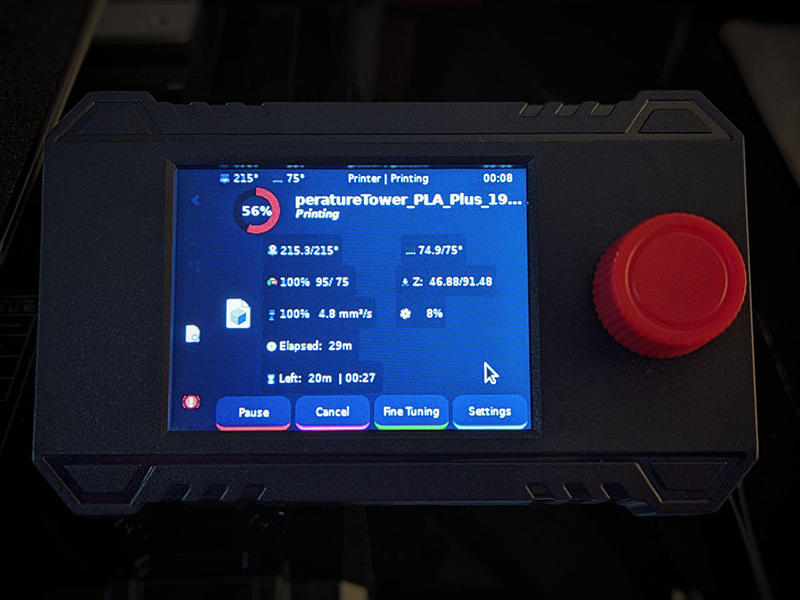 215° 75° Printer | Printing 00:08
56% peratureTower_PLA_Plus_19...
Printing
215.3/215° 74.9/75°
100% 95/ 75 Z: 46.88/91.48
100% 4.8 mm³/s 8%
Elapsed: 29m
Left: 20m | 00:27
Pause Cancel Fine Tuning Settings